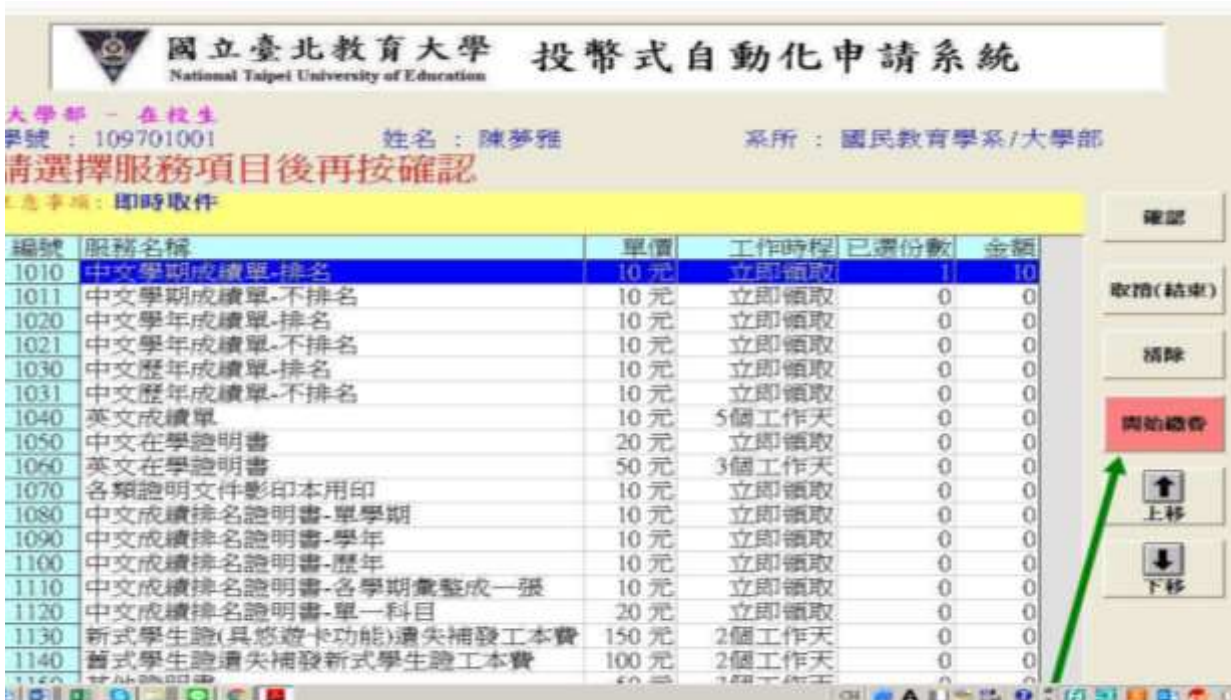 國立臺北教育大學 投幣式自動化申請系統
National Taipei University of Education
大學部 - 在校生
學號 : 109701001 姓名 : 陳夢雅 系所 : 國民教育學系/大學部
請選擇服務項目後再按確認
注意事項: 即時取件
確認
編號 服務名稱 單價 工作時程 已選份數 金額
1010 中文學期成績單-排名 10 元 立即領取 1 10
1011 中文學期成績單-不排名 10 元 立即領取 0 0
取消(結束)
1020 中文學年成績單-排名 10 元 立即領取 0 0
1021 中文學年成績單-不排名 10 元 立即領取 0 0
清除
1030 中文歷年成績單-排名 10 元 立即領取 0 0
1031 中文歷年成績單-不排名 10 元 立即領取 0 0
1040 英文成績單 10 元 5個工作天 0 0
開始繳費
1050 中文在學證明書 20 元 立即領取 0 0
1060 英文在學證明書 50 元 3個工作天 0 0
1070 各類證明文件影印本用印 10 元 立即領取 0 0
1080 中文成績排名證明書-單學期 10 元 立即領取 0 0
上移
1090 中文成績排名證明書-學年 10 元 立即領取 0 0
1100 中文成績排名證明書-歷年 10 元 立即領取 0 0
1110 中文成績排名證明書-各學期彙整成一張 10 元 立即領取 0 0
下移
1120 中文成績排名證明書-單一科目 20 元 立即領取 0 0
1130 新式學生證(具悠遊卡功能)遺失補發工本費 150 元 2個工作天 0 0
1140 舊式學生證遺失補發新式學生證工本費 100 元 2個工作天 0 0